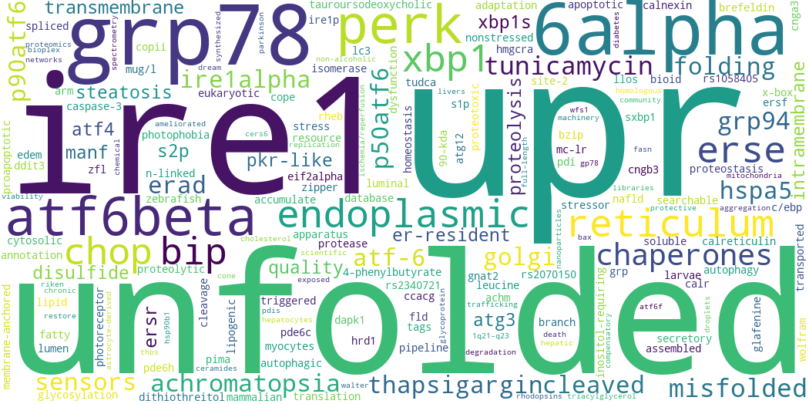 transmembrane
tauroursodeoxycholic
adaptation
apoptotic
calnexin
brefeldin
cnga3
spliced
grp78
ire1p
perk
xbp1s
nonstressed
6alpha
diabetes
proteomics
bioplex
networks
spectrometry
parkinson
dream
synthesized
p90atf6
mug/l
copii
lc3
non-alcoholic
isomerase
hmgcra
xbp1
tunicamycin
folding
ire1alpha
dysfunction
arm
steatosis
eukaryotic
cope
tudca
livers
site-2
llos
bioid
rs1058405
x-box
caspase-3
rheb
s1p
homologous
community
ersf
proapoptotic
ddit3
atf4
ameliorated
cers6
stress
ischemia/reperfusion
p50atf6
homeostasis
proteotoxic
sxbp1
wfs1
machinery
grp94
intramembrane
edem
manf
photophobia
s2p
resource
replication
90-kda
atg12
proteolysis
full-length
bzip
mc-lr
fasn
erse
zfl
chemical
pkr-like
pdi
gp78
proteostasis
ire1
upr
n-linked
eif2alpha
cngb3
mitochondria
viability
erad
zebrafish
zipper
luminal
libraries
nafld
searchable
hspa5
protective
atf6beta
accumulate
database
stressor
aggregation
c/ebp
endoplasmic
reticulum
cytosolic
cholesterol
apparatus
er-resident
nanoparticles
bax
soluble
calreticulin
transported
annotation
chop
bip
scientific
protease
atf-6
golgi
chaperones
disulfide
proteolytic
cone
exposed
quality
4-phenylbutyrate
gnat2
rs2070150
grp
larvae
autophagy
membrane-anchored
riken
chronic
restore
lipid
photoreceptor
astrocyte-derived
cleavage
lipogenic
triggered
rs2340721
leucine
achm
trafficking
inositol-requiring
compensatory
calr
atf6f
droplets
unfolded
fatty
hsp90b1
ersr
pde6c
ccacg
dapk1
fld
tags
glycoprotein
atg3
branch
1q21-q23
death
hepatic
secretory
assembled
glafenine
wolfram
lumen
pdis
hepatocytes
hrd1
pipeline
degradation
thbs
pima
ceramides
myocytes
autophagic
pde6h
sensors
achromatopsia
walter
thapsigargin
cleaved
misfolded
glycosylation
dithiothreitol
mammalian
translation
rhodopsins
triacylglycerol